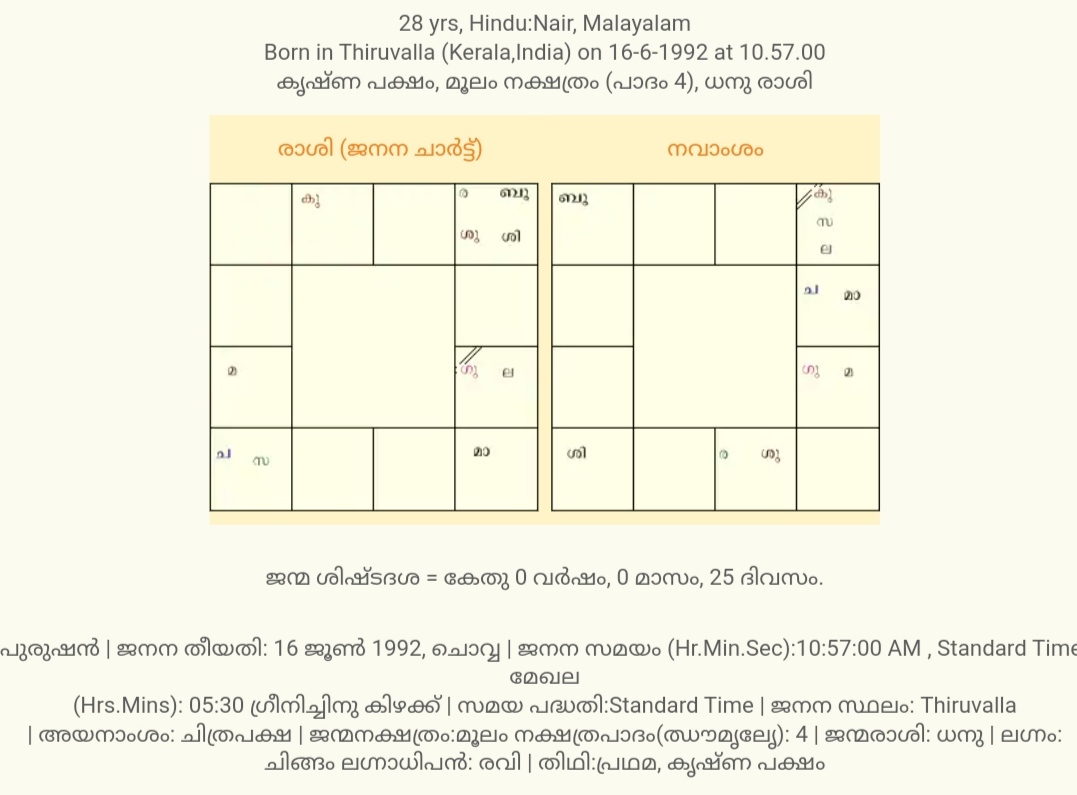 28 yrs, Hindu:Nair, Malayalam
Born in Thiruvalla (Kerala,India) on 16-6-1992 at 10.57.00
കൃഷ്ണ പക്ഷം, മൂലം നക്ഷത്രം (പാദം 4), ധനു രാശി
രാശി (ജനന ചാർട്ട്) നവാംശം
കു ര ബു ബു കു
ശു ശി സ
ല
ച മാ
മ ഗു ല ഗു മ
ച സ മാ ശി ര ശു
ജന്മ ശിഷ്ടദശ = കേതു 0 വർഷം, 0 മാസം, 25 ദിവസം.
പുരുഷൻ | ജനന തീയതി: 16 ജൂൺ 1992, ചൊവ്വ | ജനന സമയം (Hr.Min.Sec):10:57:00 AM , Standard Time
മേഖല
(Hrs.Mins): 05:30 ഗ്രീനിച്ചിനു കിഴക്ക് | സമയ പദ്ധതി:Standard Time | ജനന സ്ഥലം: Thiruvalla
| അയനാംശം: ചിത്രപക്ഷ | ജന്മനക്ഷത്രം:മൂലം നക്ഷത്രപാദം(ഝൗമൃല്യേ): 4 | ജന്മരാശി: ധനു | ലഗ്നം:
ചിങ്ങം ലഗ്നാധിപൻ: രവി | തിഥി:പ്രഥമ, കൃഷ്ണ പക്ഷം